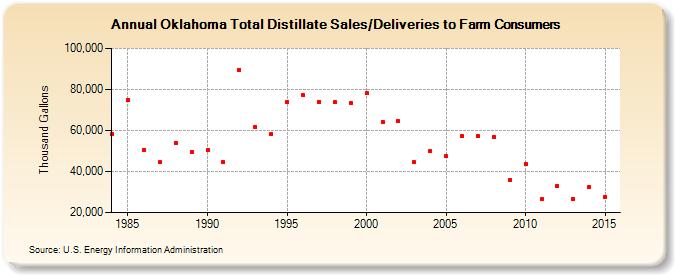 Annual Oklahoma Total Distillate Sales/Deliveries to Farm Consumers
Thousand Gallons
100,000
80,000
60,000
40,000
20,000
1985 1990 1995 2000 2005 2010 2015
Source: U.S. Energy Information Administration